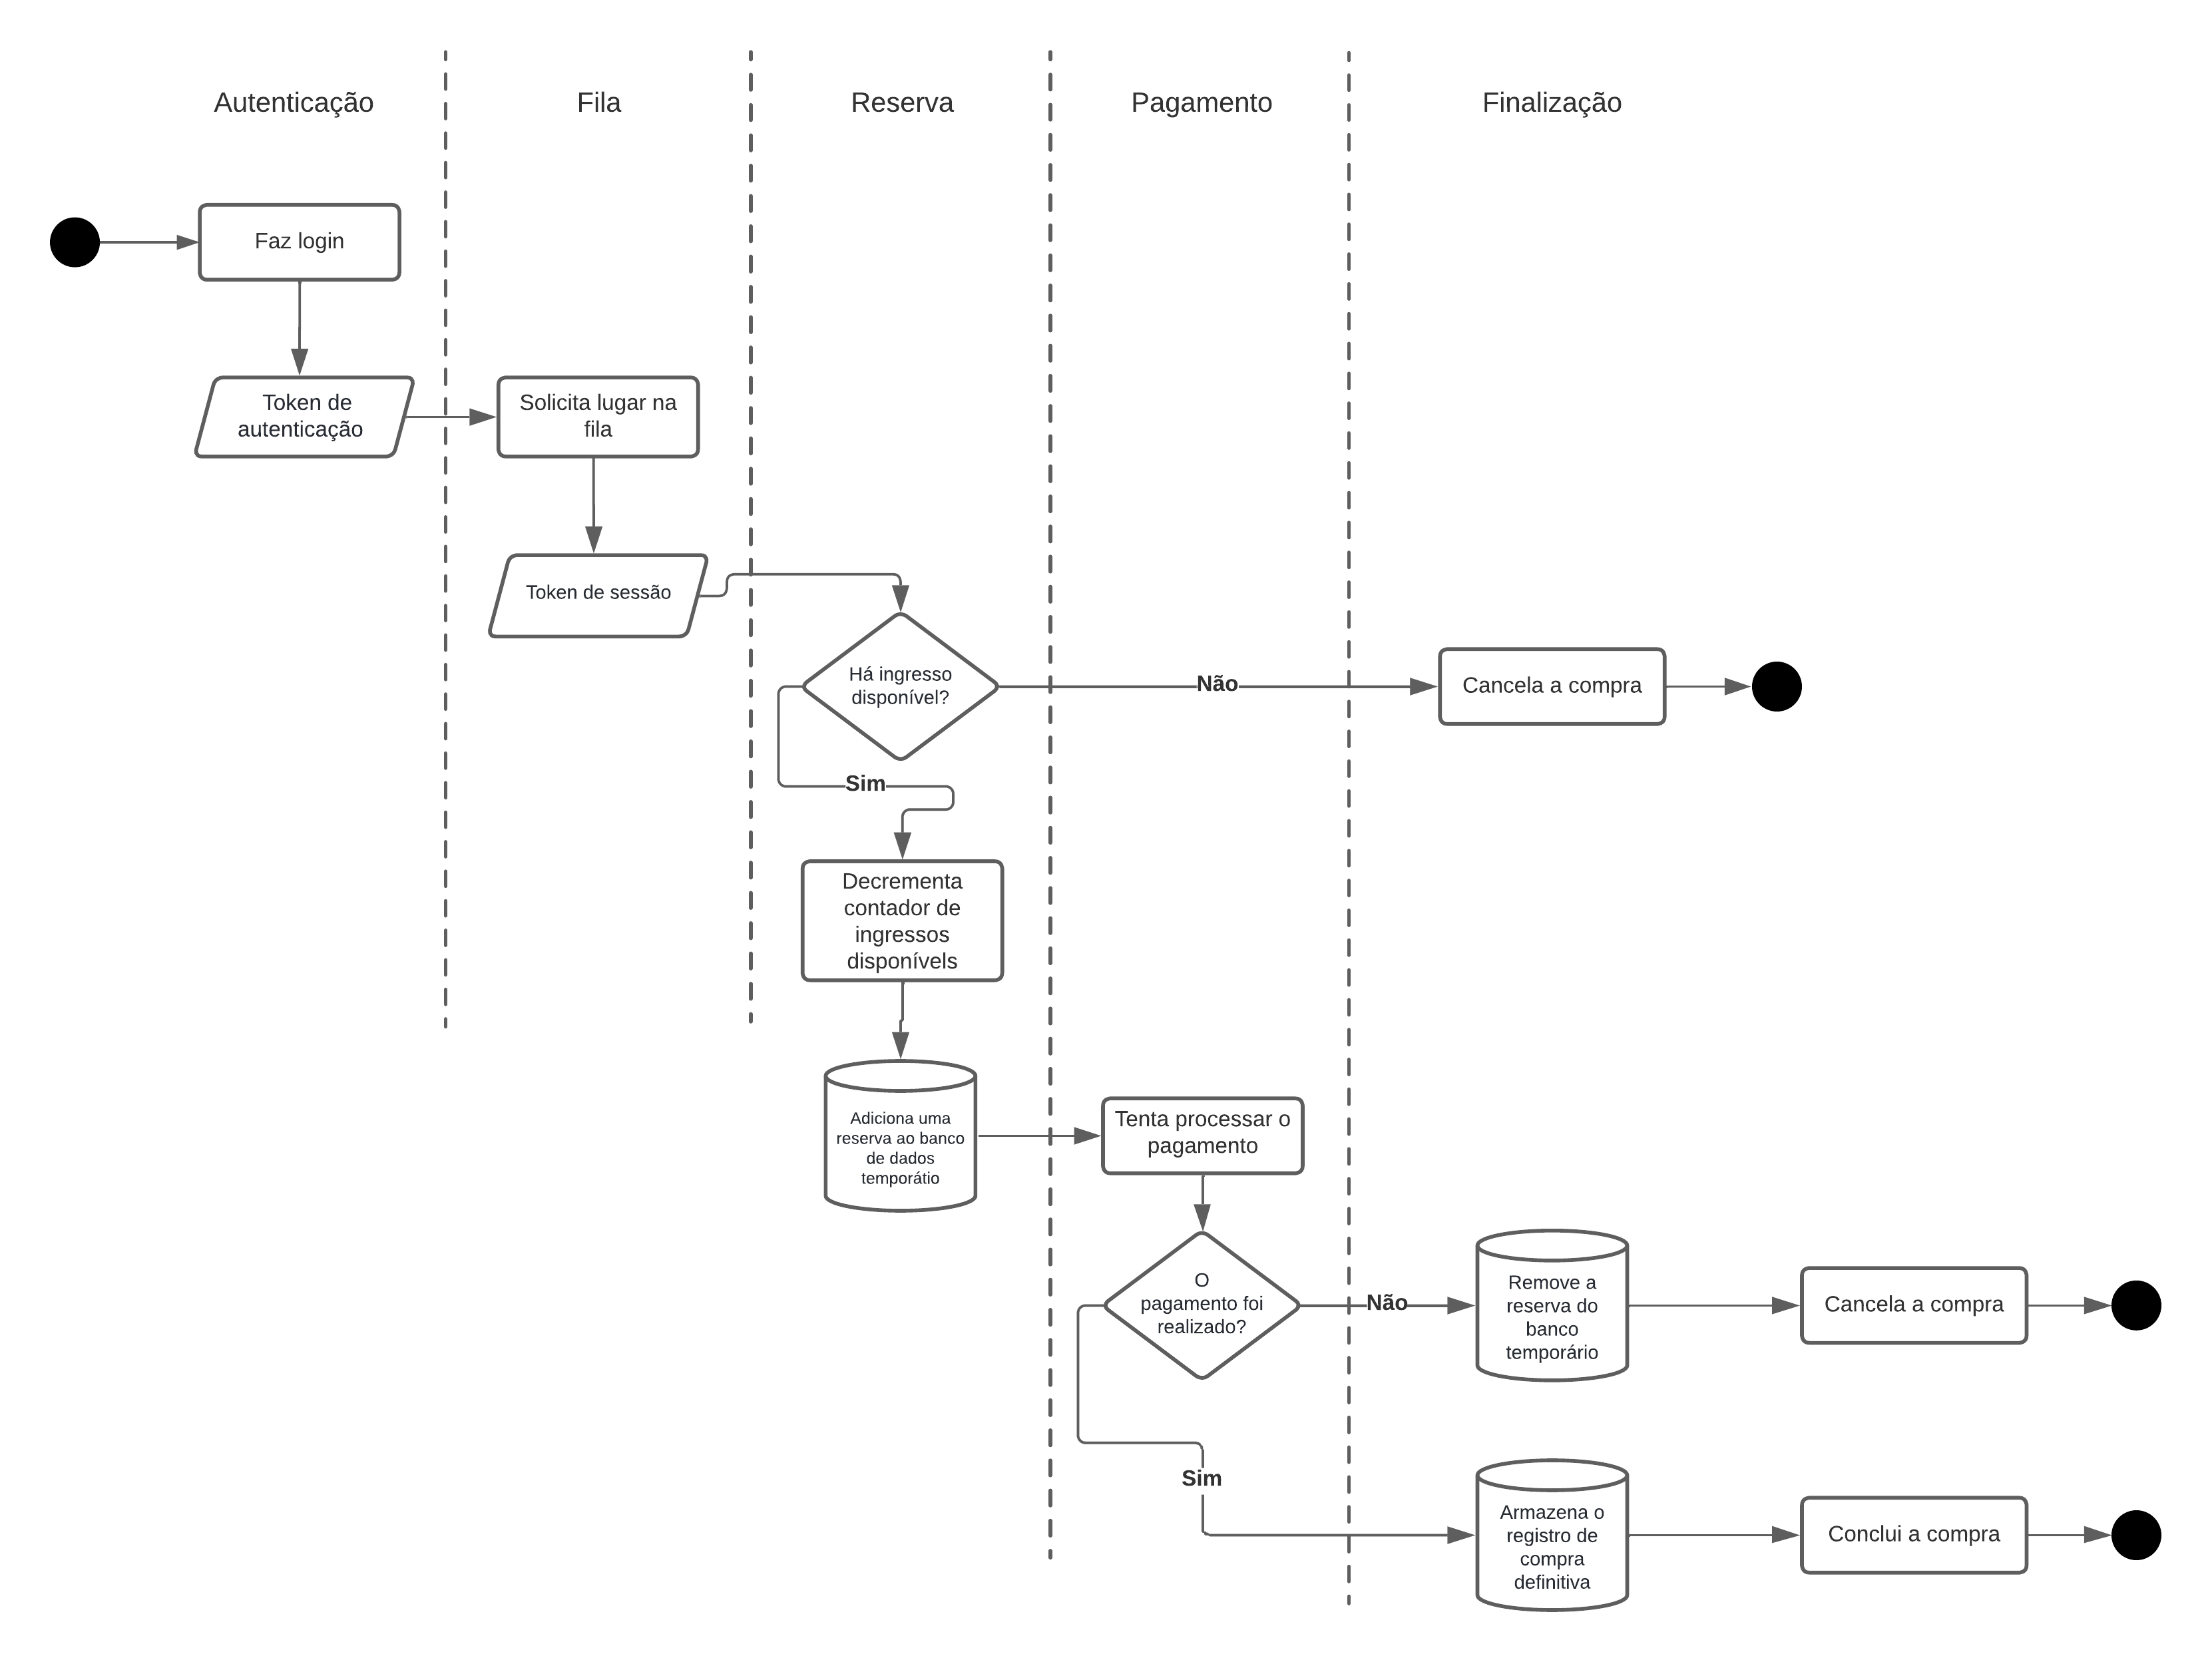 Autenticação
Fila
Reserva
Pagamento
Finalização
Faz login
Token de
autenticação
Solicita lugar na
fila
Token de sessão
Há ingresso
disponível?
Não
Cancela a compra
Sim
Decrementa
contador de
ingressos
disponívels
Adiciona uma
reserva ao banco
de dados
temporátio
Tenta processar o
pagamento
O
pagamento foi
realizado?
Não
Remove a
reserva do
banco
temporário
Cancela a compra
Sim
Armazena o
registro de
compra
definitiva
Conclui a compra